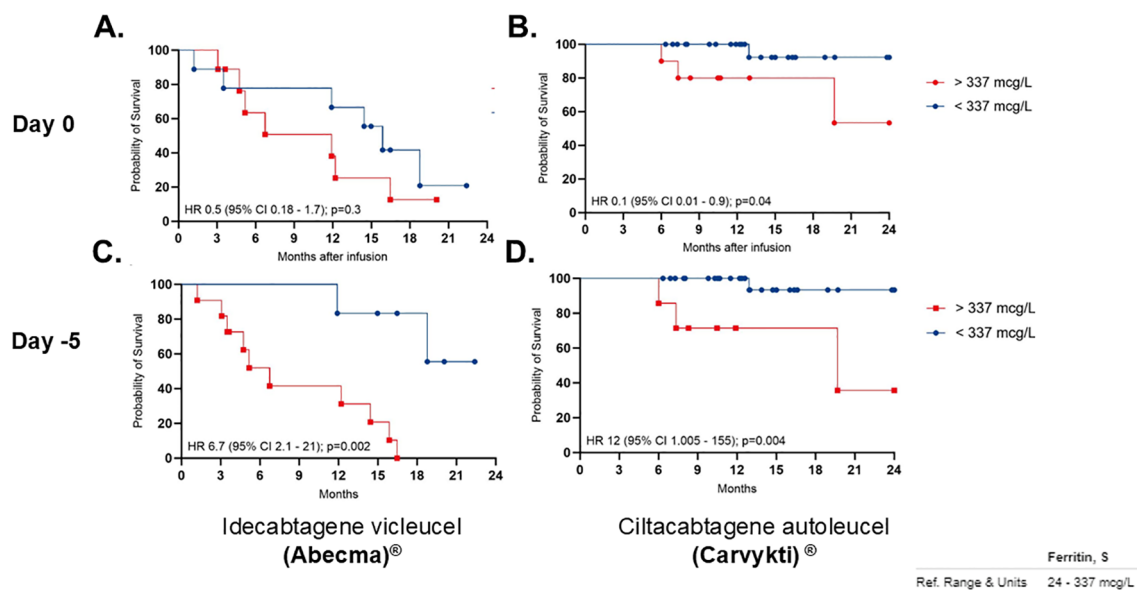 A.
B.
Day 0
Probability of Survival
100
80
60
40
20
0
HR 0.5 (95% CI 0.18 - 1.7); p=0.3
0 3 6 9 12 15 18 21 24
Months after infusion
Probability of Survival
100
80
60
40
20
0
HR 0.1 (95% CI 0.01 - 0.9); p=0.04
0 3 6 9 12 15 18 21 24
Months after infusion
> 337 mcg/L
< 337 mcg/L
C.
D.
Day -5
Probability of Survival
100
80
60
40
20
0
HR 6.7 (95% CI 2.1 - 21); p=0.002
0 3 6 9 12 15 18 21 24
Months
Probability of Survival
100
80
60
40
20
0
HR 12 (95% CI 1.005 - 155); p=0.004
0 3 6 9 12 15 18 21 24
Months
> 337 mcg/L
< 337 mcg/L
Idecabtagene vicleucel
(Abecma)®
Ciltacabtagene autoleucel
(Carvykti) ®
Ferritin, S
Ref. Range & Units 24 - 337 mcg/L